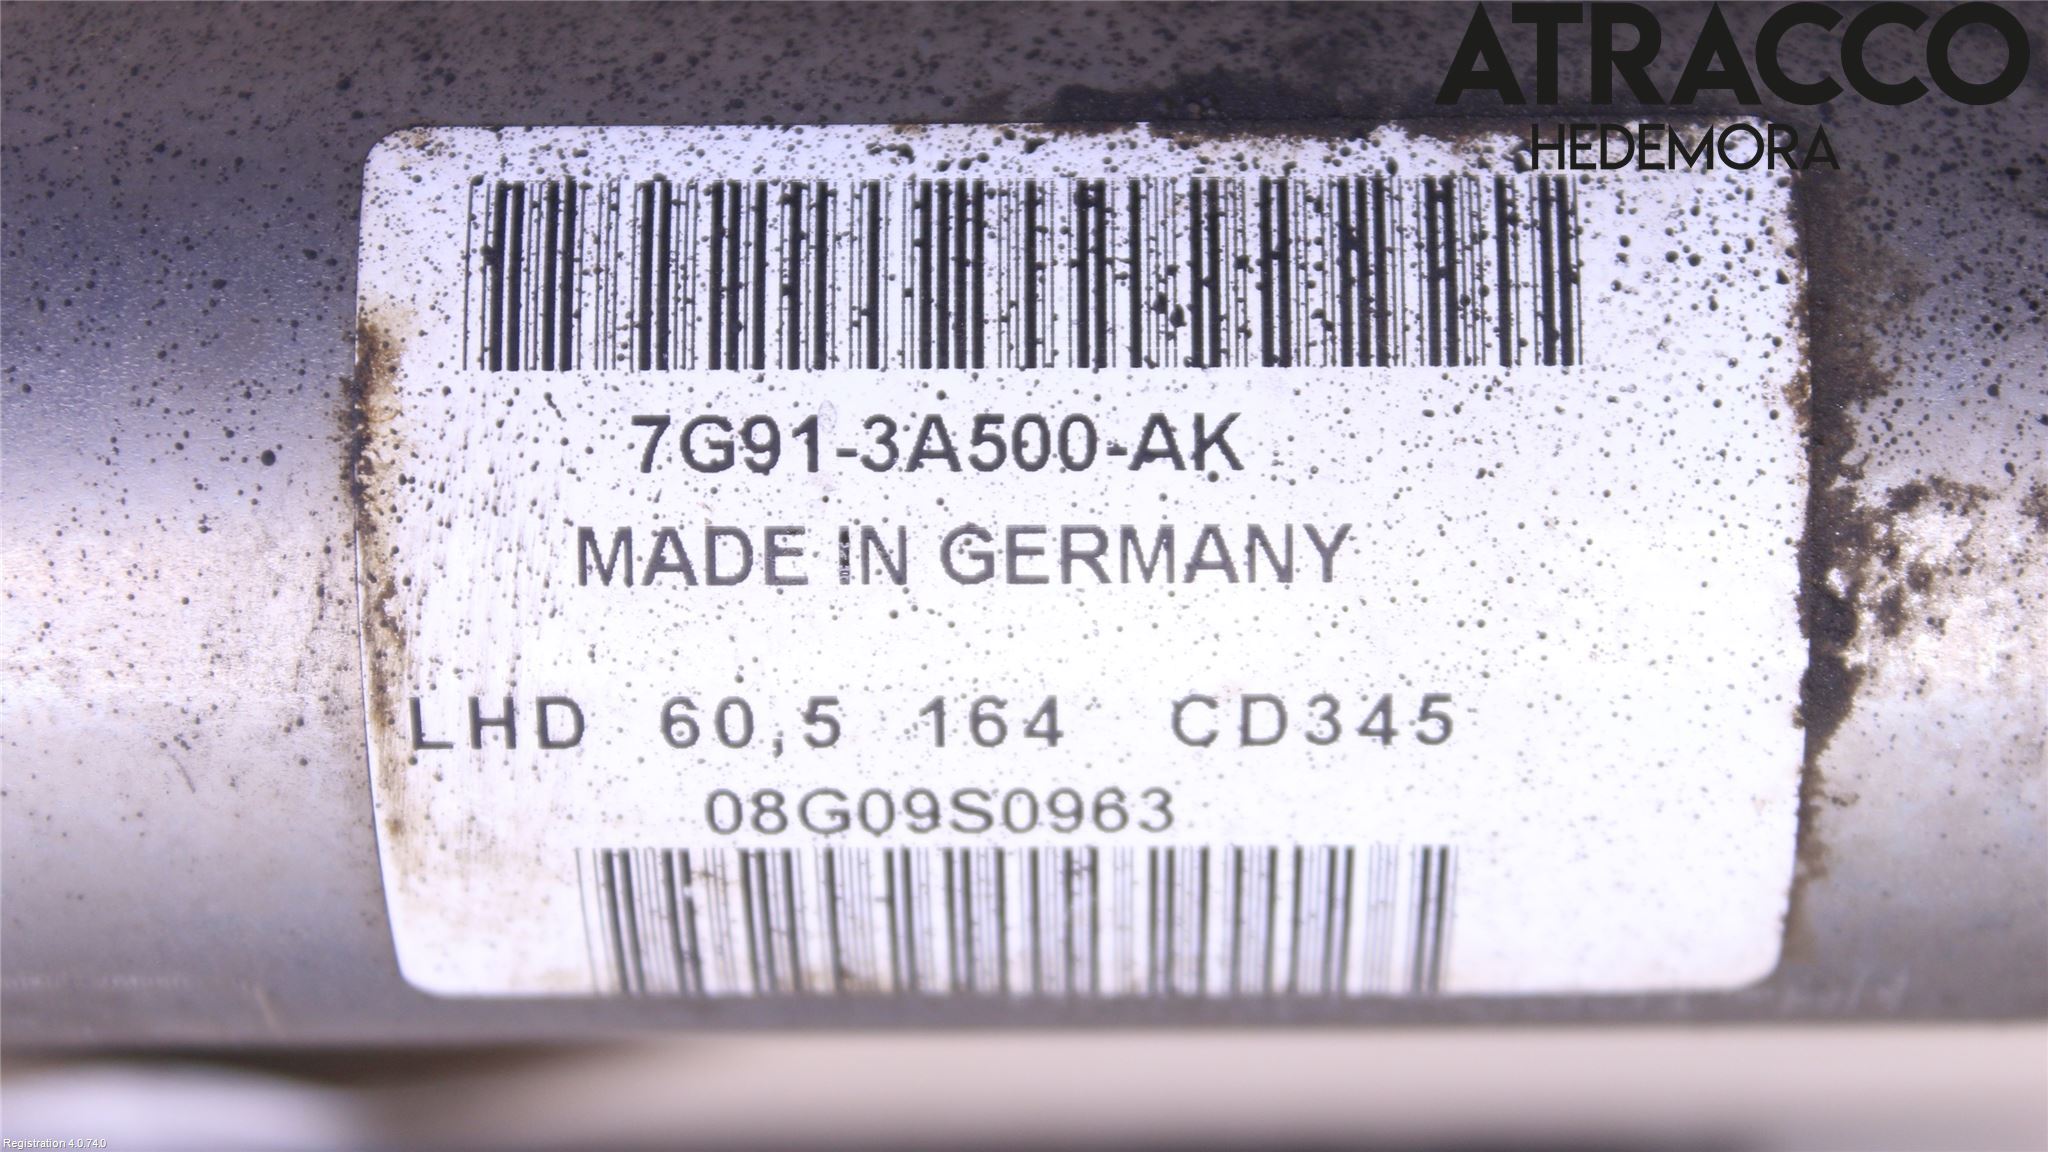 ATRACCO
HEDEMORA
7G91-3A500-AK
MADE IN GERMANY
LHD 60,5 164 CD345
08G09S0963
Registration 4.0.74.0